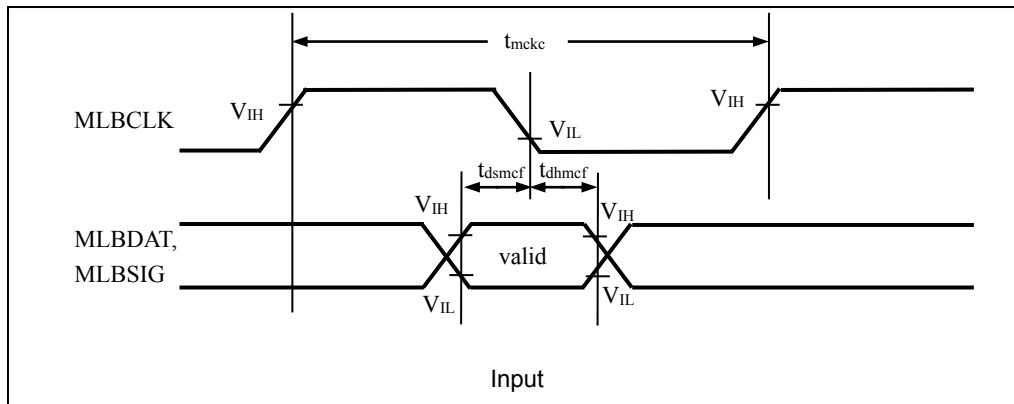 tmckc
MLBCLK
VIH
VIL
VIH
tdsmcf
tdhmcf
MLBDAT,
MLBSIG
VIH
VIH
valid
VIL
VIL
Input